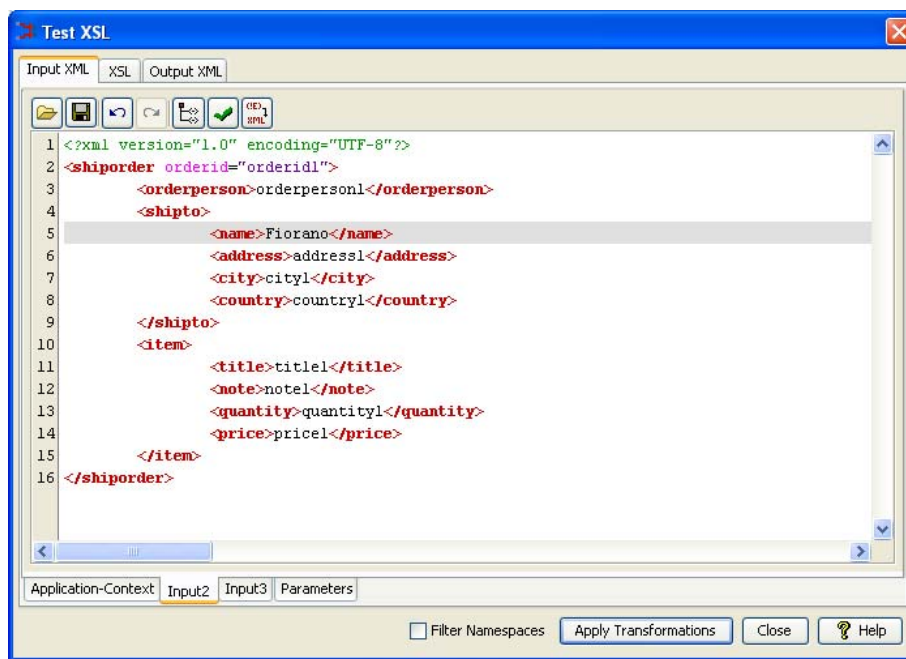 Test XSL
Input XML XSL Output XML
(E) XML
1 <?xml version="1.0" encoding="UTF-8"?>
2 <shiporder orderid="orderid1">
3 <orderperson>orderperson1</orderperson>
4 <shipto>
5 <name>Fiorano</name>
6 <address>address1</address>
7 <city>city1</city>
8 <country>country1</country>
9 </shipto>
10 <item>
11 <title>title1</title>
12 <note>note1</note>
13 <quantity>quantity1</quantity>
14 <price>price1</price>
15 </item>
16 </shiporder>
Application-Context Input2 Input3 Parameters
Filter Namespaces Apply Transformations Close Help